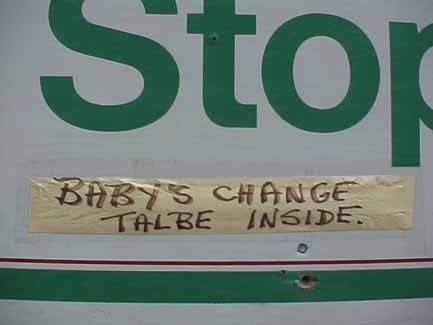 Stop
BABY'S CHANGE
TALBE INSIDE.